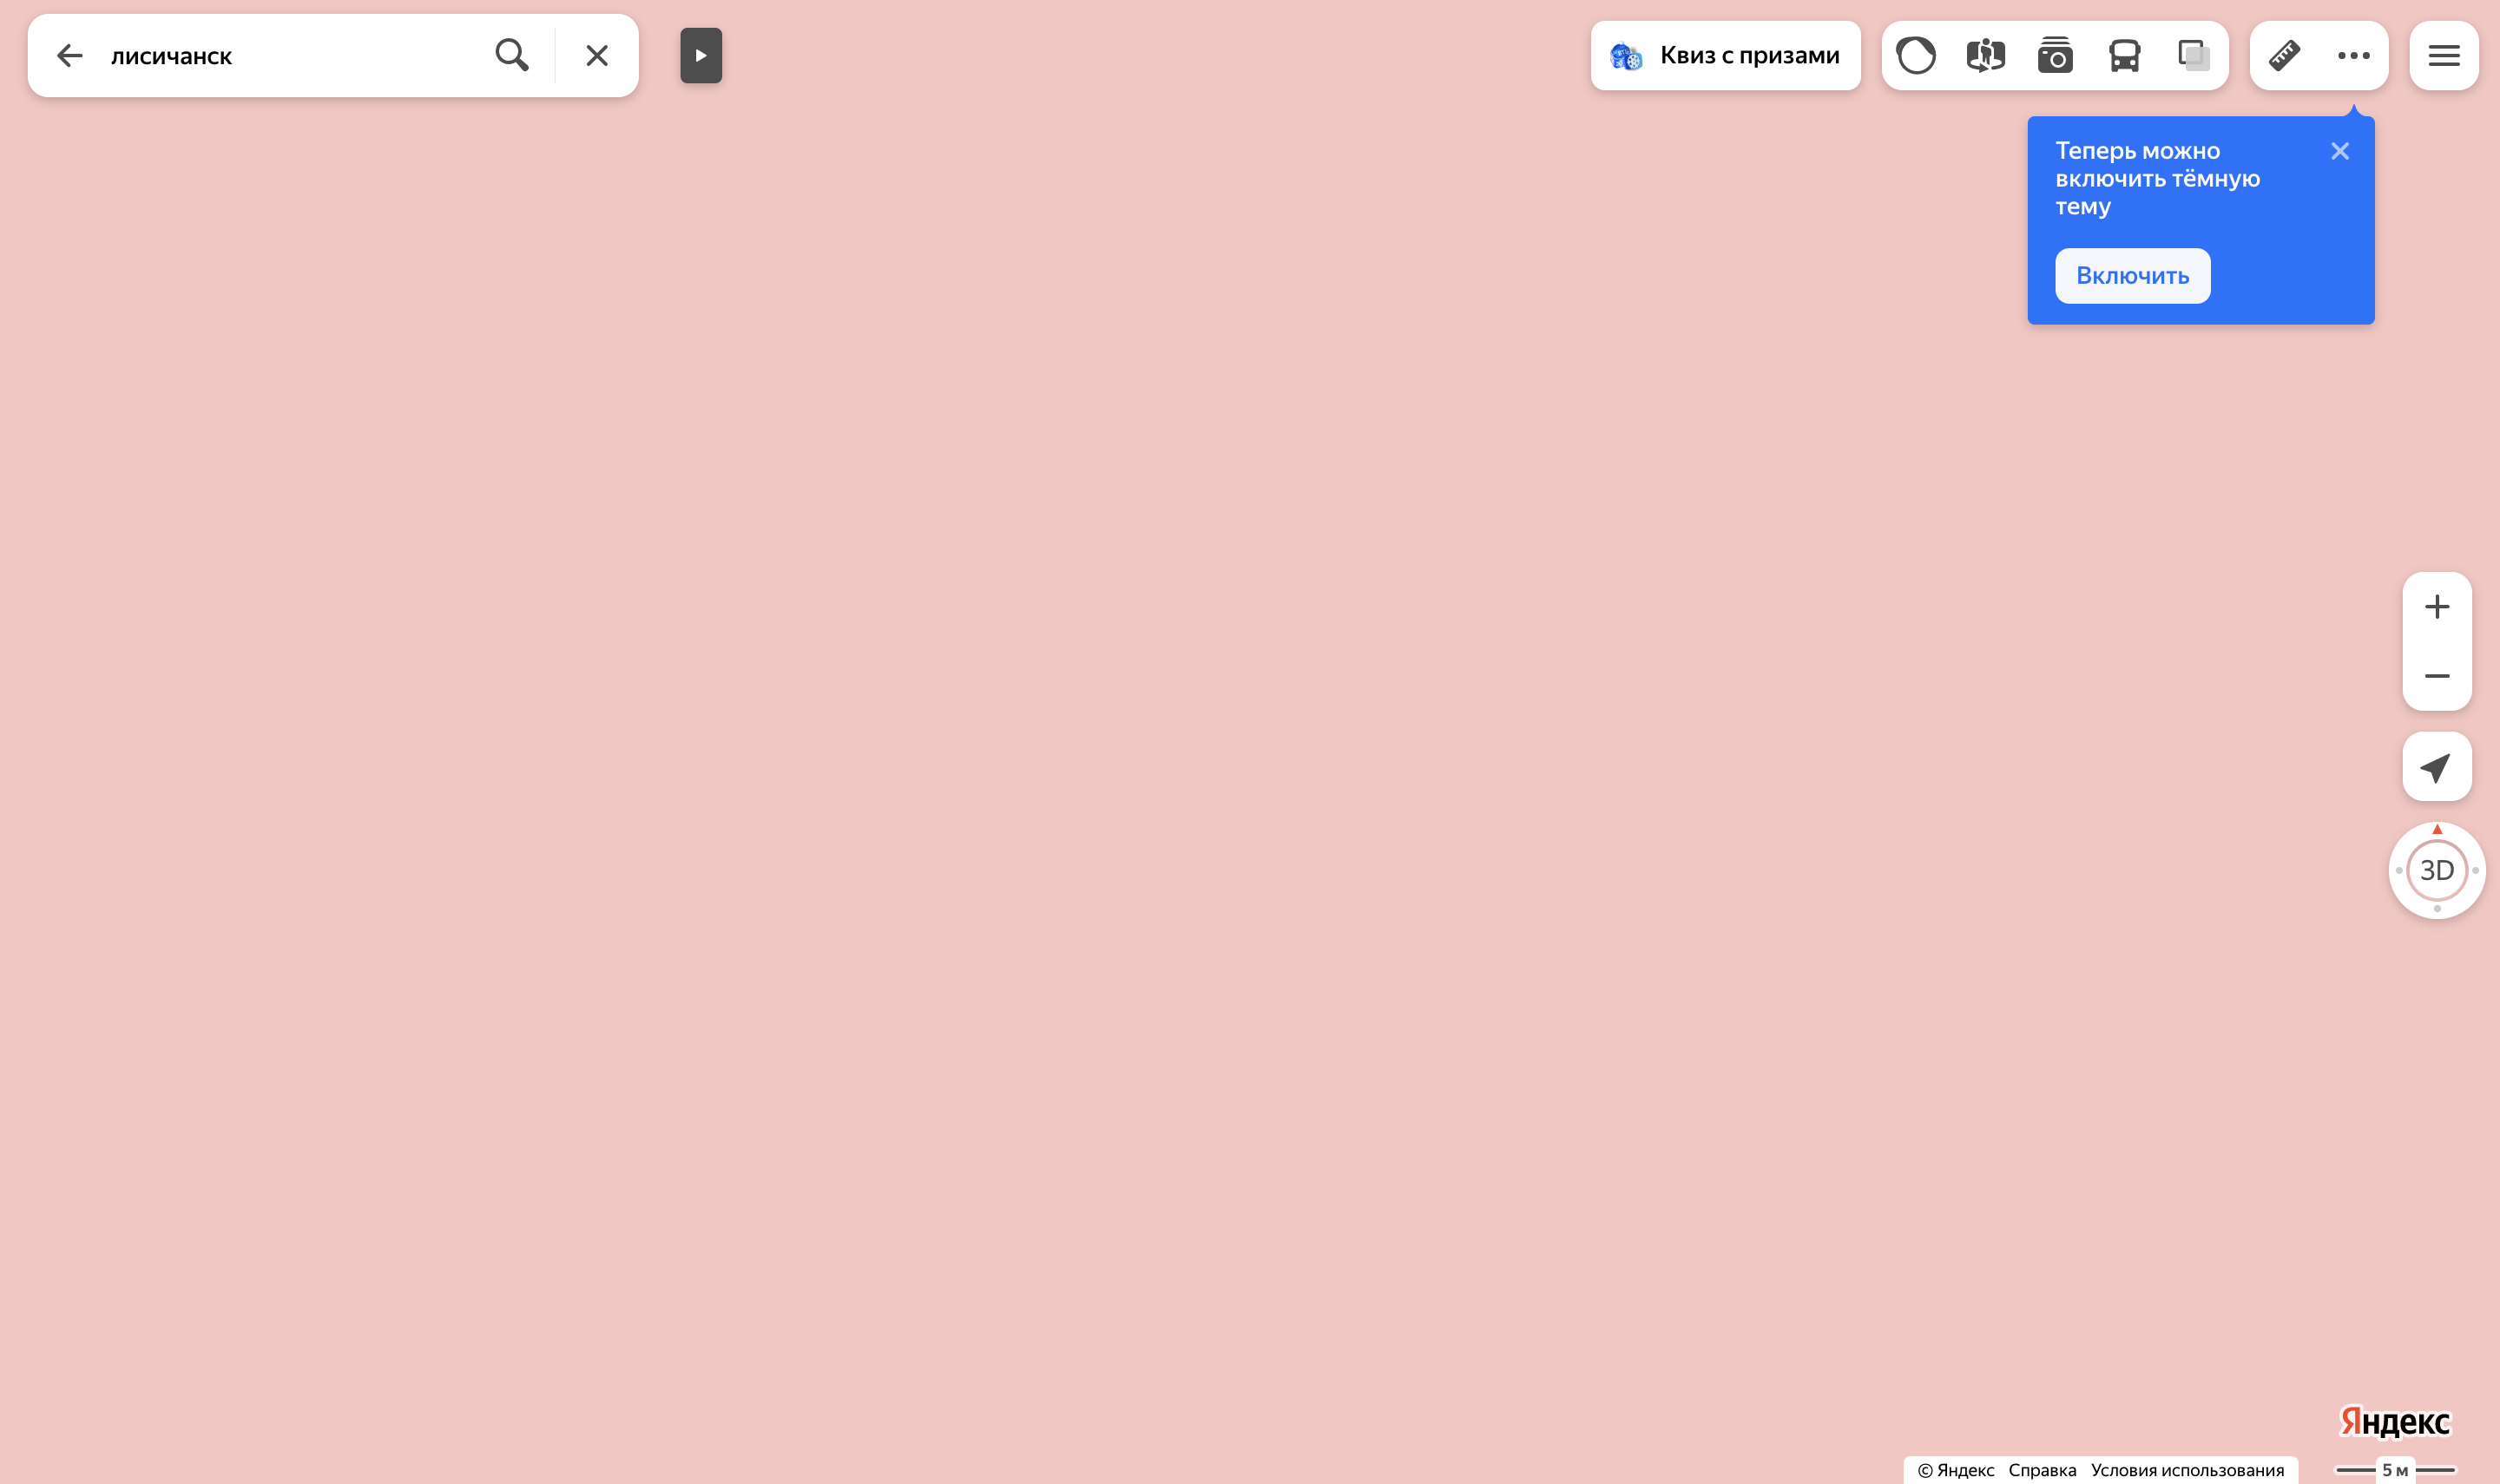 лисичанск
Квиз с призами
Теперь можно
включить тёмную
тему
Включить
3D
Яндекс
© Яндекс Справка Условия использования
5 м